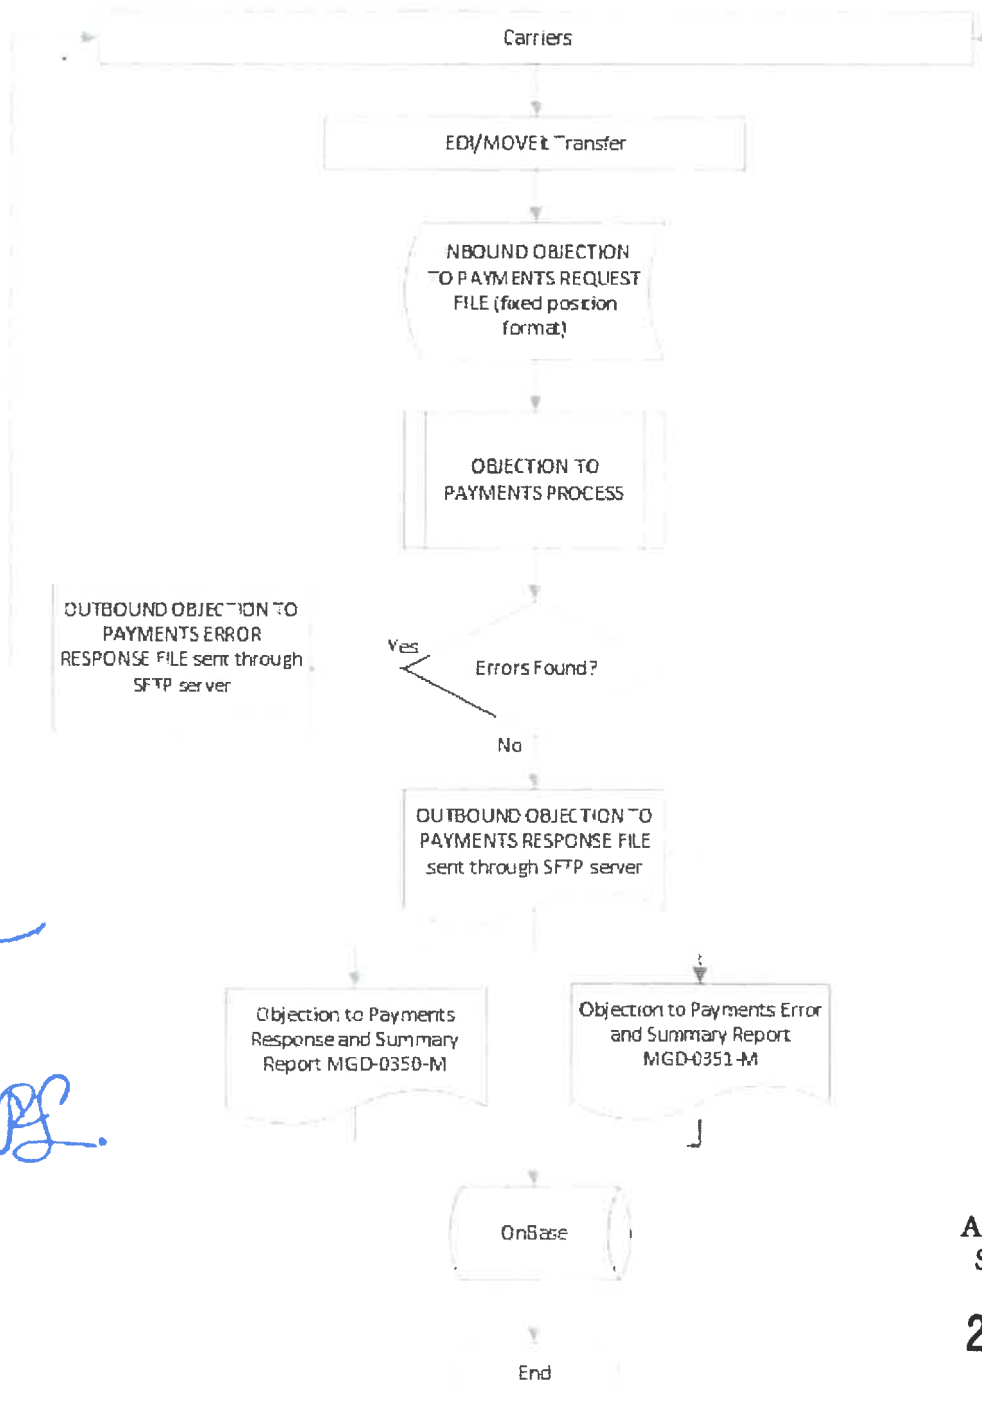 Carriers
EDI/MOVEit Transfer
NBOUND OBJECTION
TO PAYMENTS REQUEST
FILE (fixed position
format)
OBJECTION TO
PAYMENTS PROCESS
OUTBOUND OBJECTION TO
PAYMENTS ERROR
RESPONSE FILE sent through
SFTP server
Yes
Errors Found?
No
OUTBOUND OBJECTION TO
PAYMENTS RESPONSE FILE
sent through SFTP server
Objection to Payments
Response and Summary
Report MGD-0350-M
Objection to Payments Error
and Summary Report
MGD-0351-M
OnBase
A
S
2
End